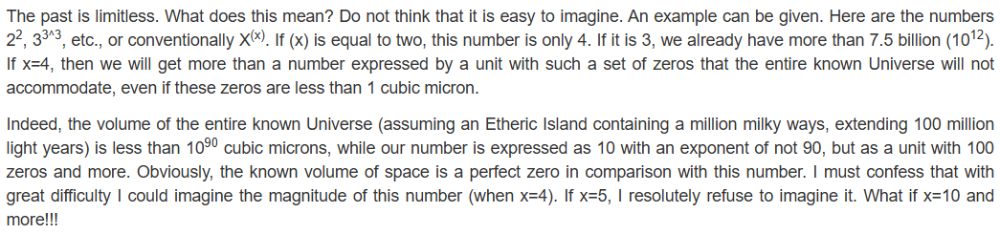 The past is limitless. What does this mean? Do not think that it is easy to imagine. An example can be given. Here are the numbers
2², 3³^³, etc., or conventionally X⁽ˣ⁾. If (x) is equal to two, this number is only 4. If it is 3, we already have more than 7.5 billion (10¹²).
If x=4, then we will get more than a number expressed by a unit with such a set of zeros that the entire known Universe will not
accommodate, even if these zeros are less than 1 cubic micron.
Indeed, the volume of the entire known Universe (assuming an Etheric Island containing a million milky ways, extending 100 million
light years) is less than 10⁹⁰ cubic microns, while our number is expressed as 10 with an exponent of not 90, but as a unit with 100
zeros and more. Obviously, the known volume of space is a perfect zero in comparison with this number. I must confess that with
great difficulty I could imagine the magnitude of this number (when x=4). If x=5, I resolutely refuse to imagine it. What if x=10 and
more!!!